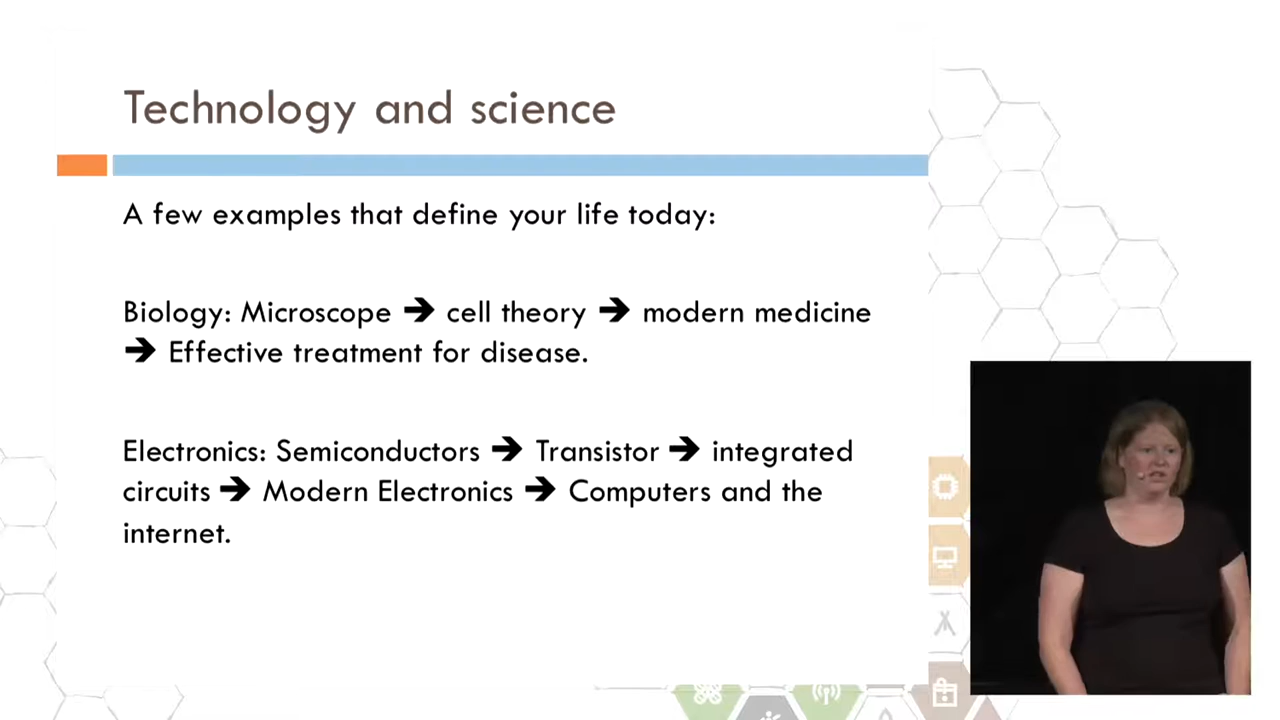 Technology and science
A few examples that define your life today:
Biology: Microscope 🡺 cell theory 🡺 modern medicine
🡺 Effective treatment for disease.
Electronics: Semiconductors 🡺 Transistor 🡺 integrated
circuits 🡺 Modern Electronics 🡺 Computers and the
internet.